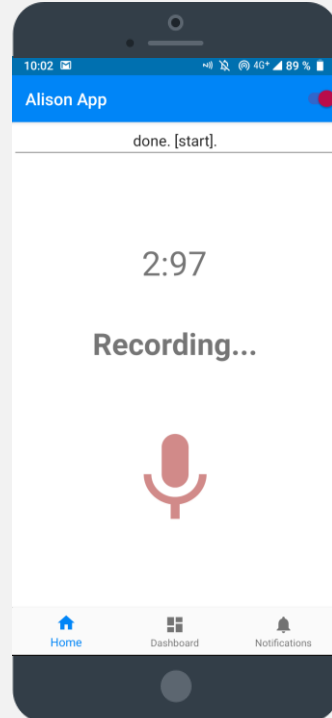 10:02 4G+ 89 %
Alison App
done. [start].
2:97
Recording...
Home Dashboard Notifications